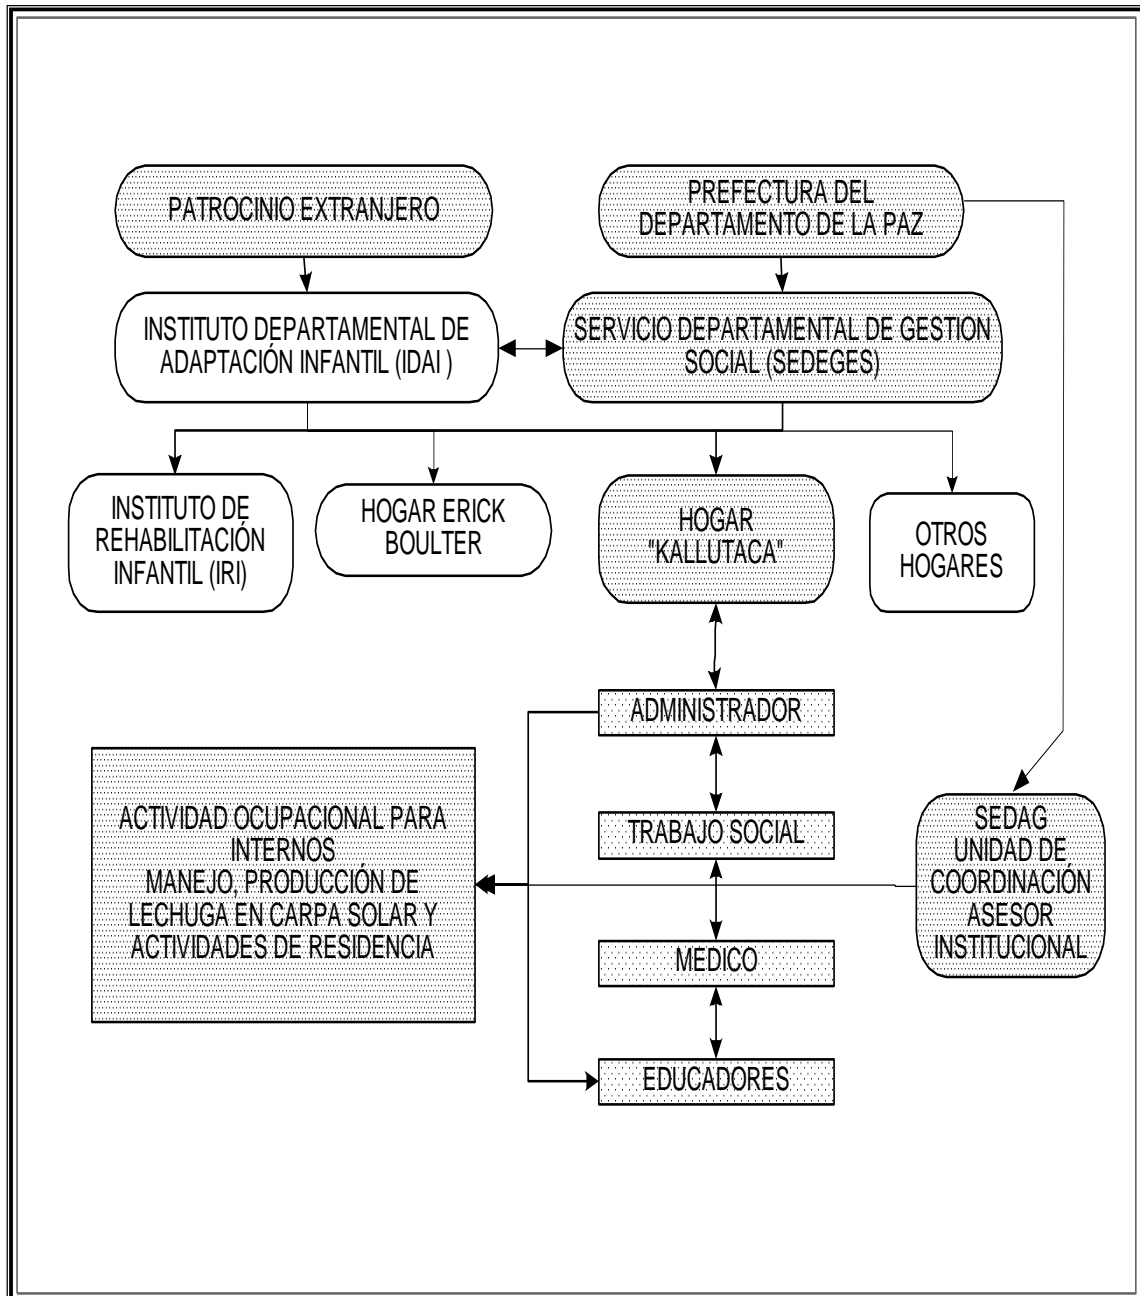 PATROCINIO EXTRANJERO
PREFECTURA DEL
DEPARTAMENTO DE LA PAZ
INSTITUTO DEPARTAMENTAL DE
ADAPTACIÓN INFANTIL (IDAI )
SERVICIO DEPARTAMENTAL DE GESTION
SOCIAL (SEDEGES)
INSTITUTO DE
REHABILITACIÓN
INFANTIL (IRI)
HOGAR ERICK
BOULTER
HOGAR
"KALLUTACA"
OTROS
HOGARES
ADMINISTRADOR
ACTIVIDAD OCUPACIONAL PARA
INTERNOS
MANEJO, PRODUCCIÓN DE
LECHUGA EN CARPA SOLAR Y
ACTIVIDADES DE RESIDENCIA
TRABAJO SOCIAL
SEDAG
UNIDAD DE
COORDINACIÓN
ASESOR
INSTITUCIONAL
MEDICO
EDUCADORES